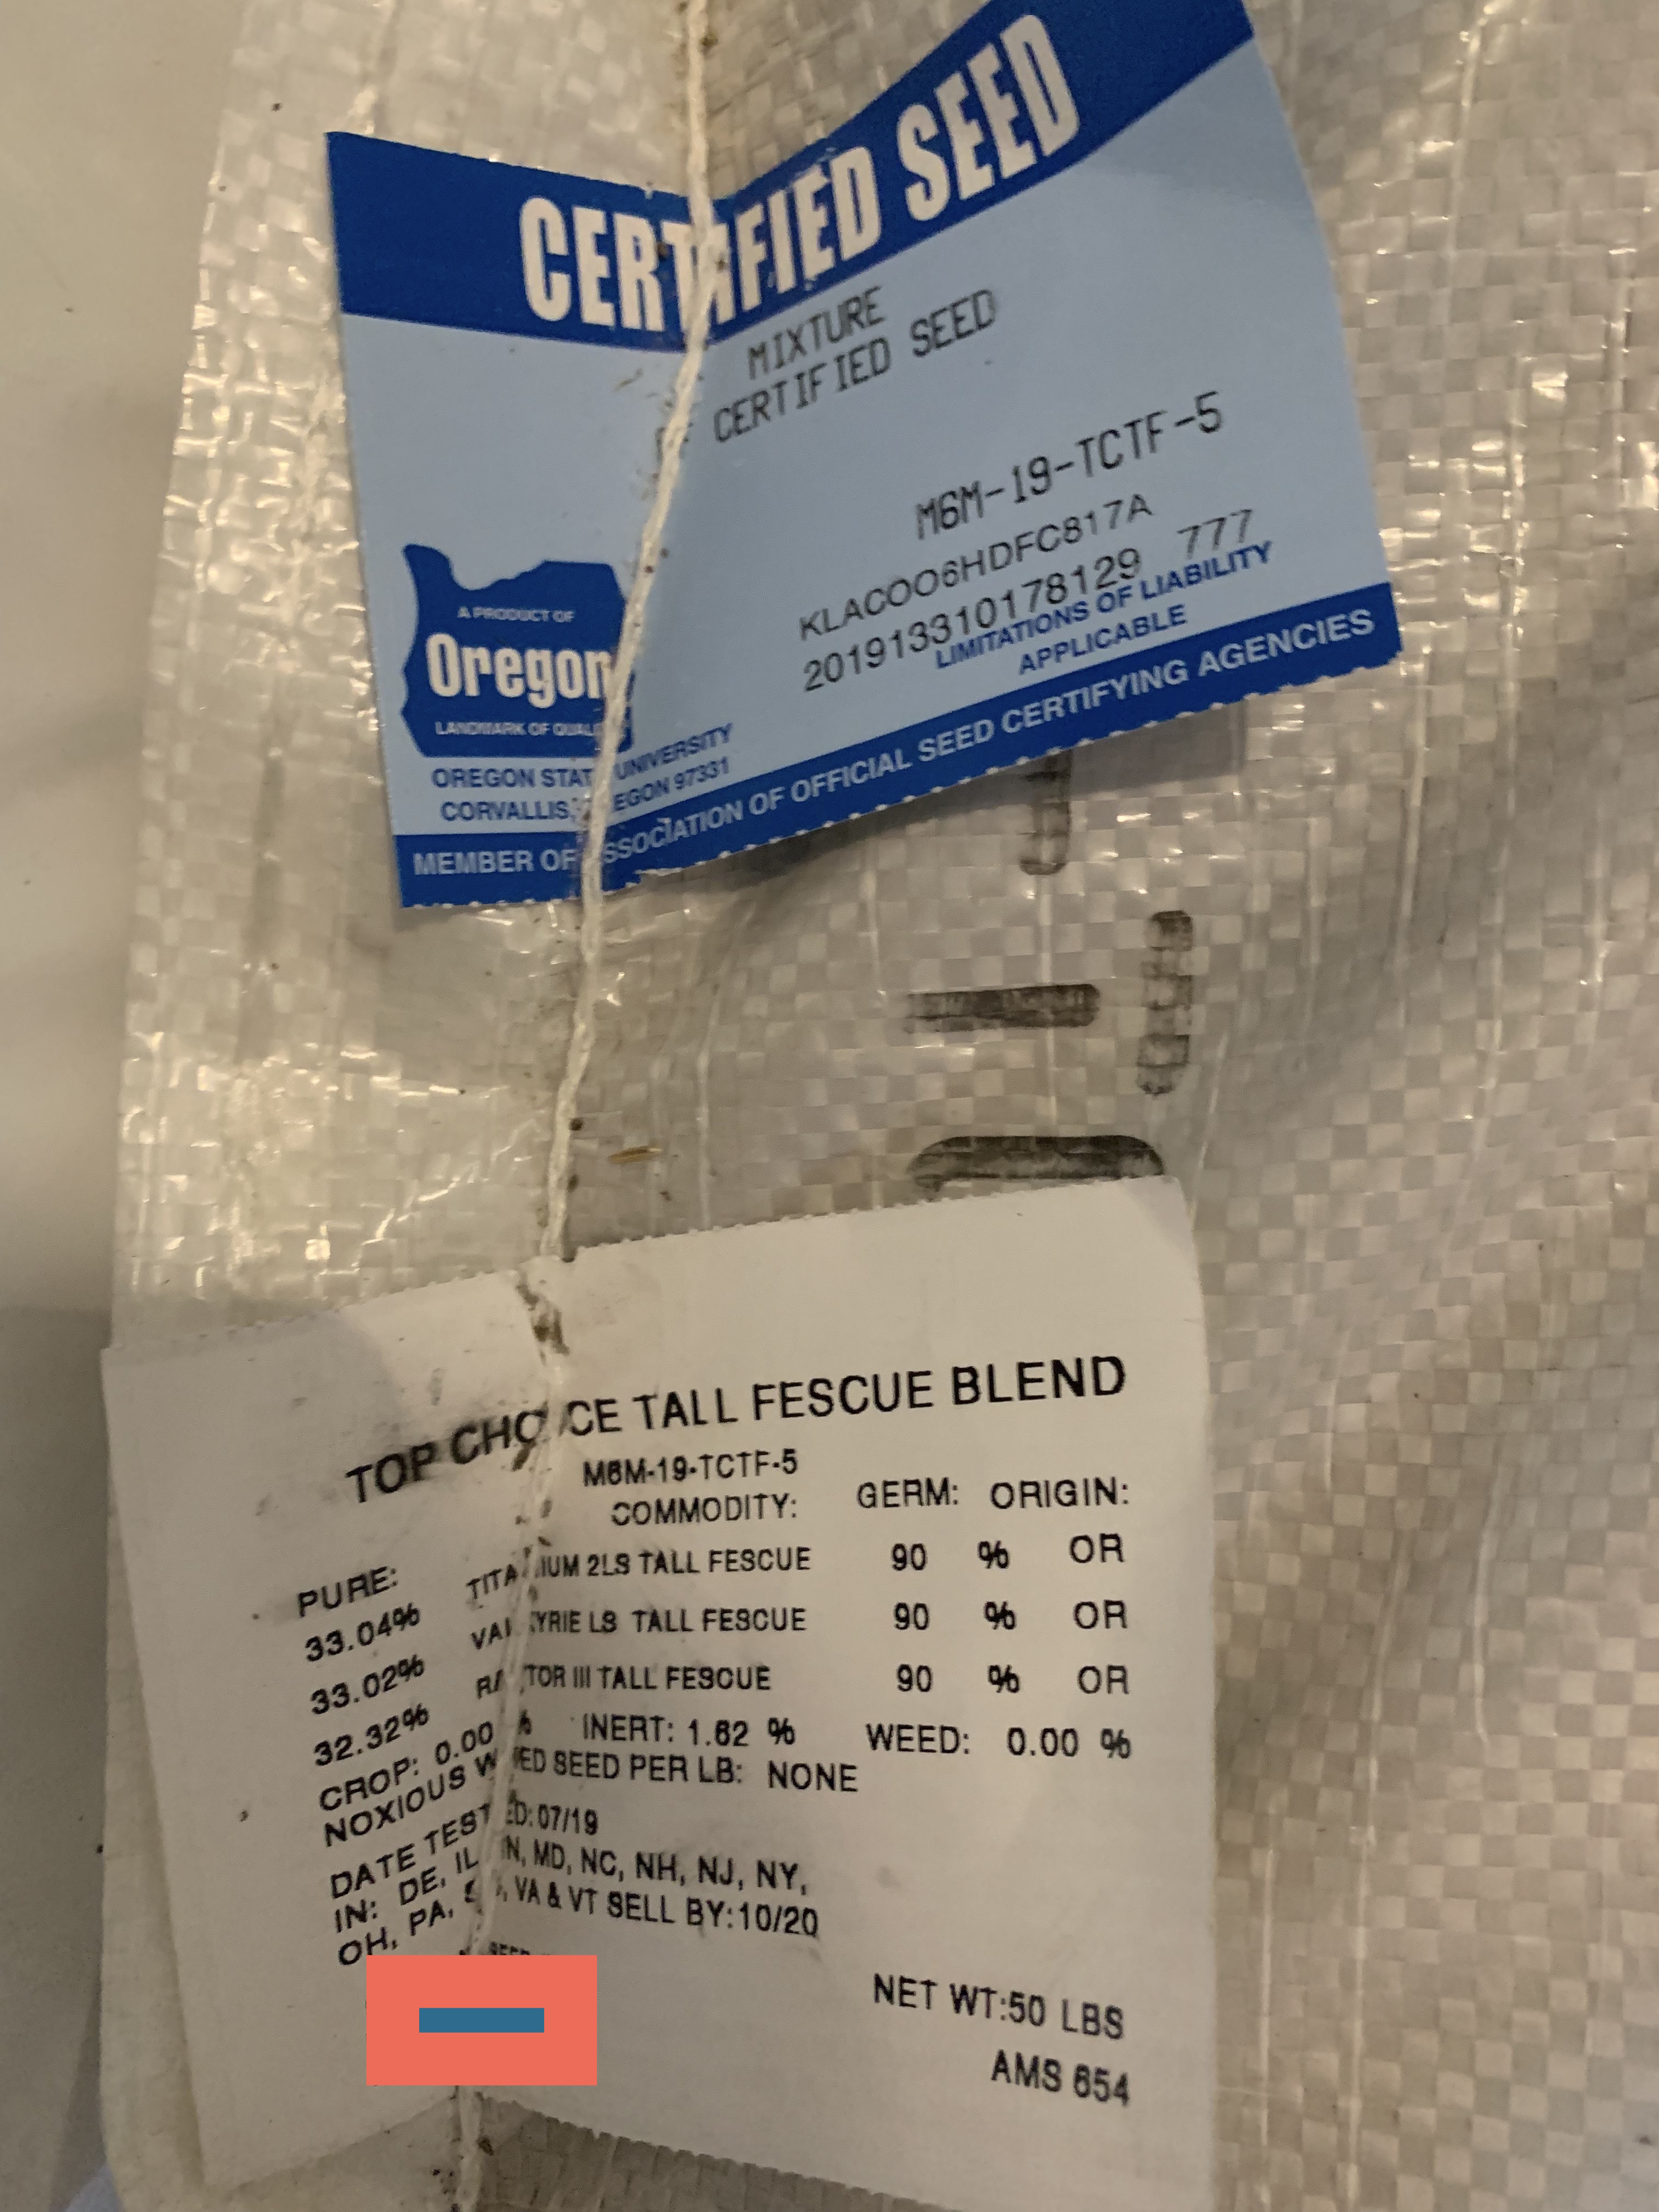 CERTIFIED SEED
MIXTURE
CERTIFIED SEED
M6M-19-TCTF-5
KLACOO6HDFC817A
201913310178129 777
LIMITATIONS OF LIABILITY
APPLICABLE
A PRODUCT OF
Oregon
LANDMARK OF
OREGON STATE UNIVERSITY
CORVALLIS, OREGON 97331
MEMBER OF ASSOCIATION OF OFFICIAL SEED CERTIFYING AGENCIES
TOP CHOICE TALL FESCUE BLEND
M6M-19-TCTF-5
PURE: COMMODITY: GERM: ORIGIN:
33.04% TITANIUM 2LS TALL FESCUE 90 % OR
33.02% VALKYRIE LS TALL FESCUE 90 % OR
32.32% RAPTOR III TALL FESCUE 90 % OR
CROP: 0.00 % INERT: 1.62 % WEED: 0.00 %
NOXIOUS WEED SEED PER LB: NONE
DATE TESTED: 07/19
IN: DE, IL, IN, MD, NC, NH, NJ, NY,
OH, PA, VA & VT SELL BY: 10/20
NET WT:50 LBS
AMS 654